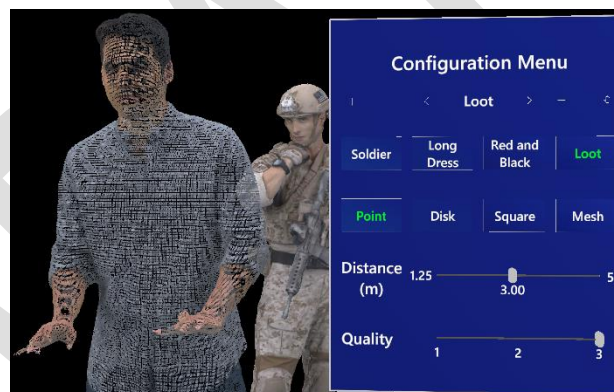 Configuration Menu
< Loot > –
Soldier
Long
Dress
Red and
Black
Loot
Point
Disk
Square
Mesh
Distance
(m)
1.25
5
3.00
Quality
1 2 3